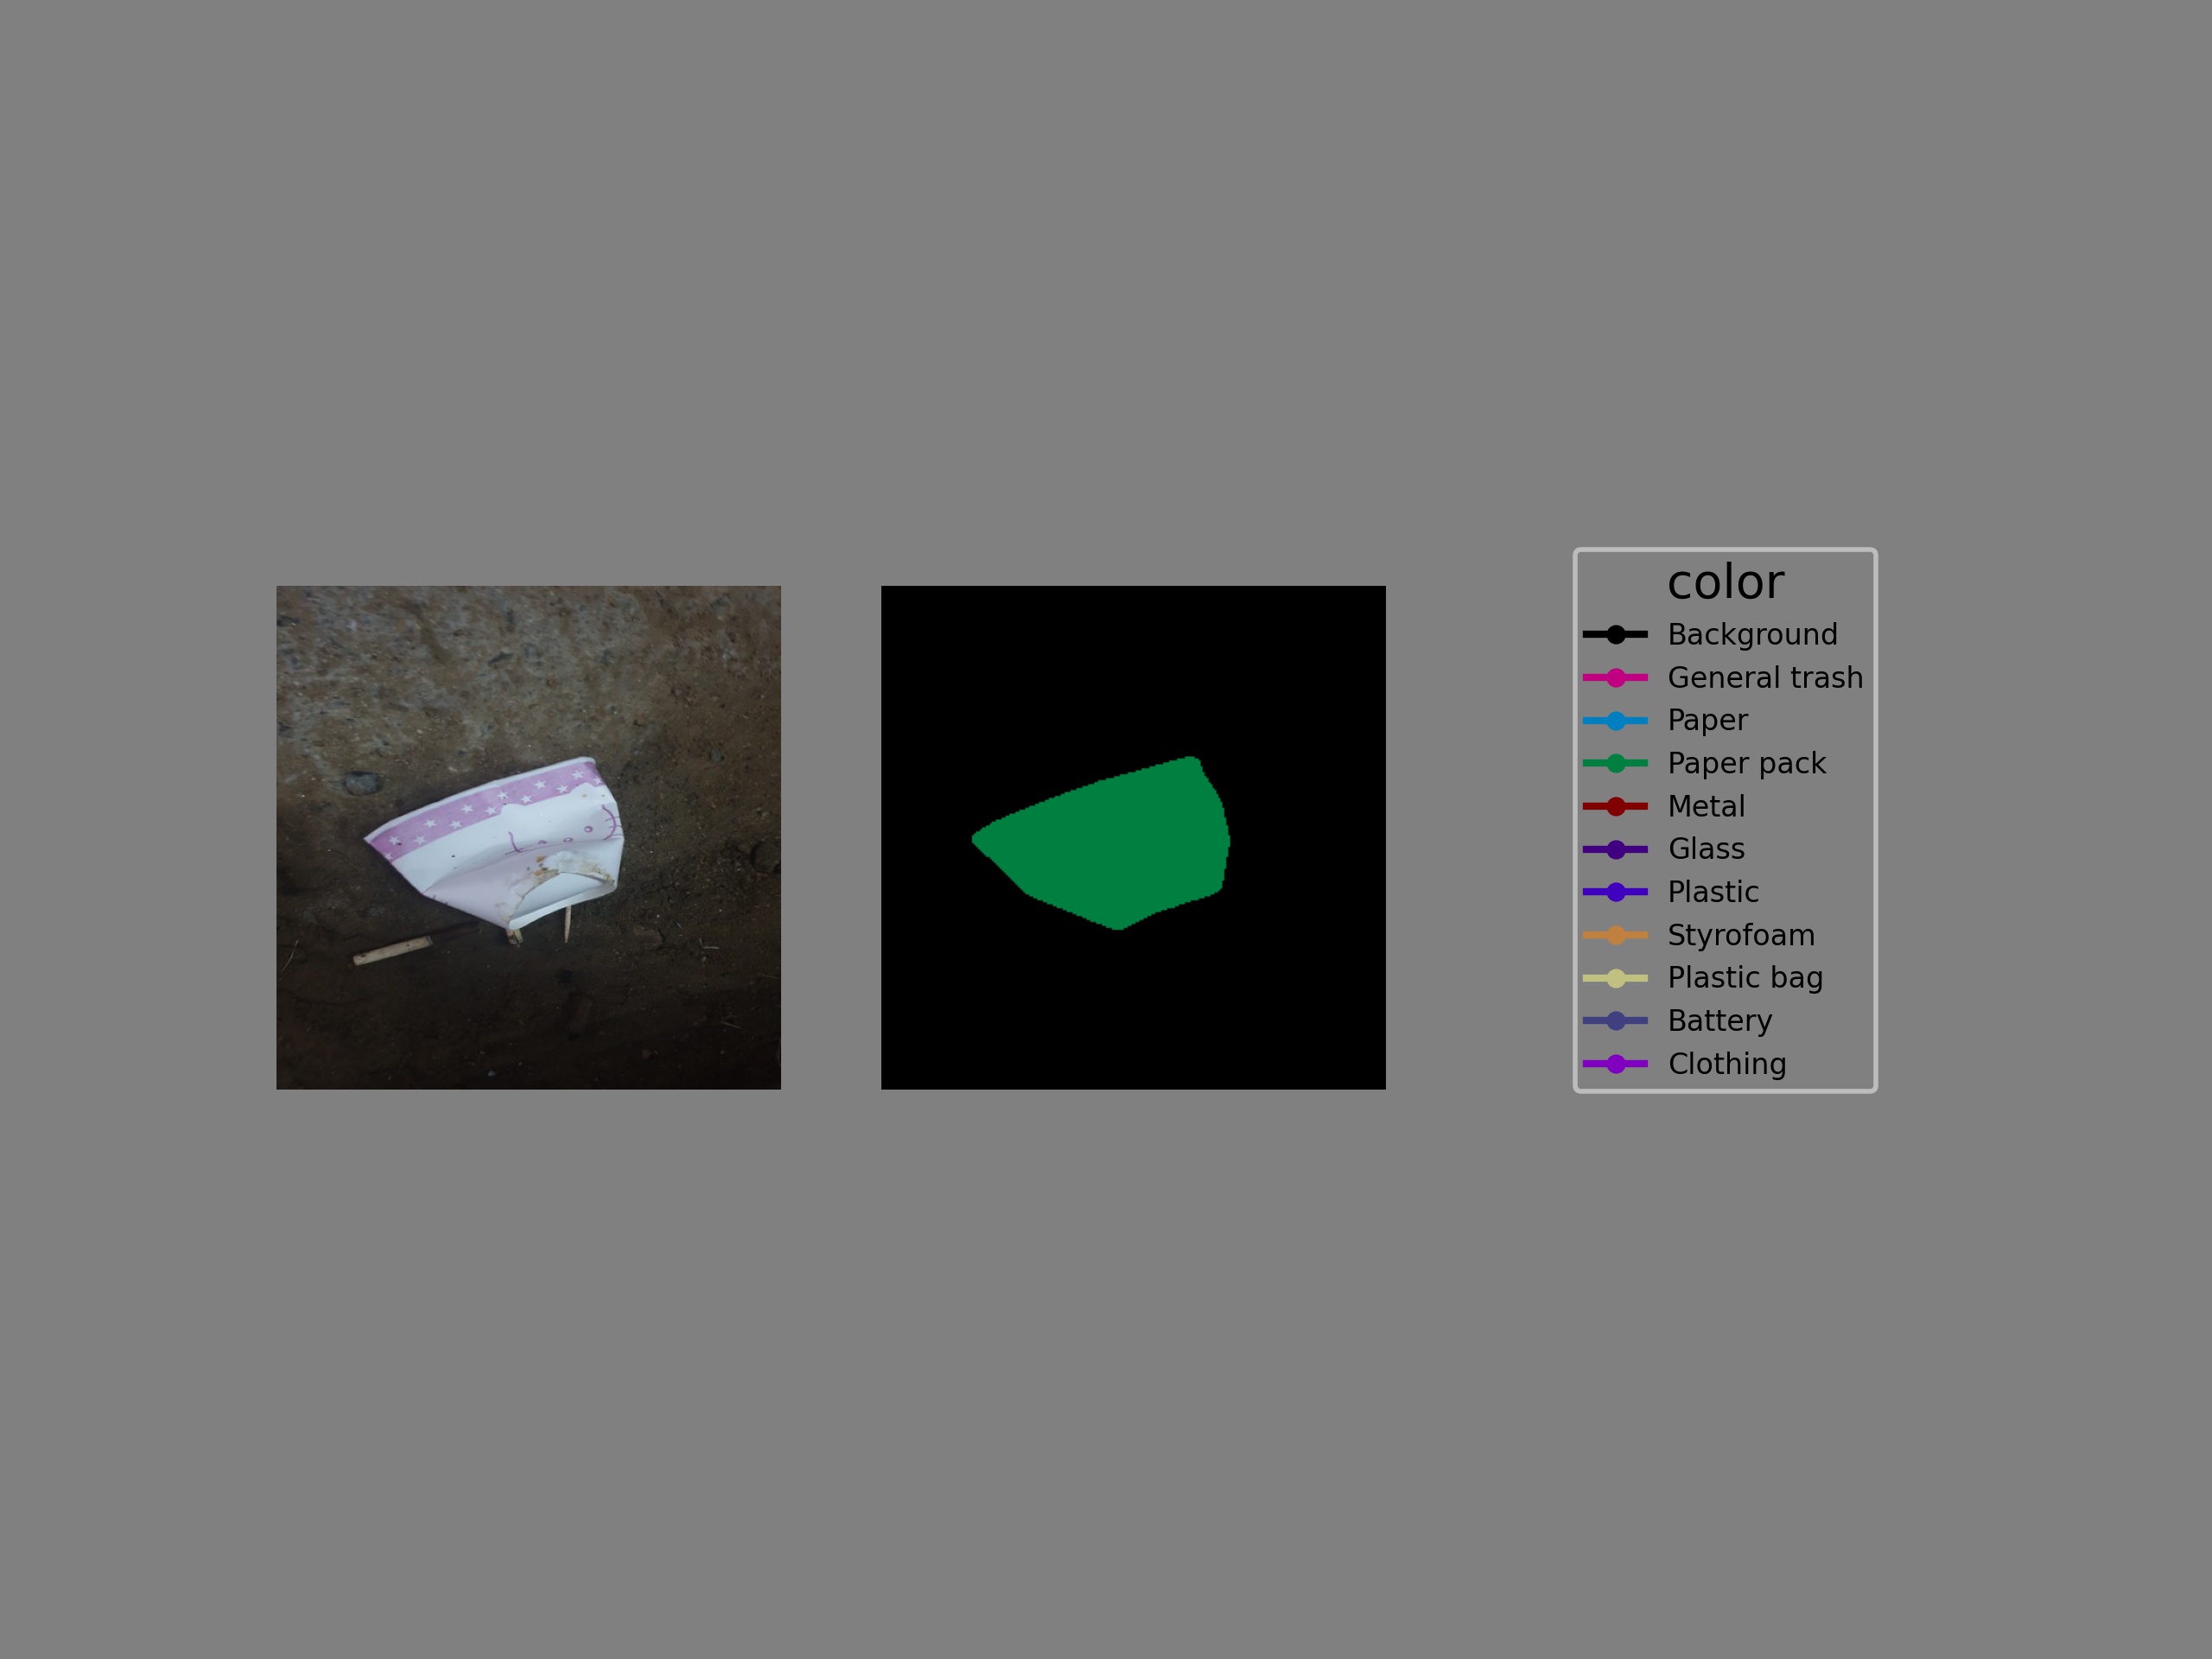 color
Background
General trash
Paper
Paper pack
Metal
Glass
Plastic
Styrofoam
Plastic bag
Battery
Clothing